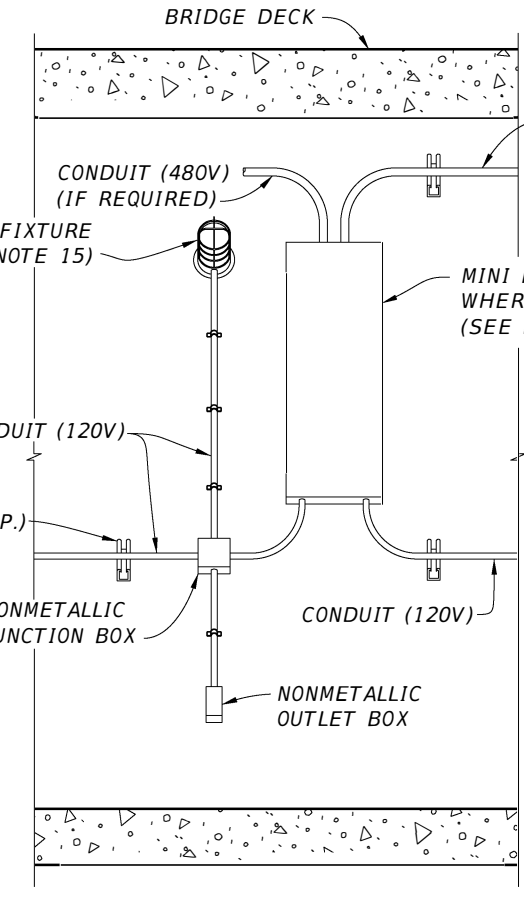 BRIDGE DECK
CONDUIT (480V)
(IF REQUIRED)
FIXTURE
NOTE 15)
MINI
WHER
(SEE
DUIT (120V)
P.)
ONMETALLIC
UNCTION BOX
CONDUIT (120V)
NONMETALLIC
OUTLET BOX